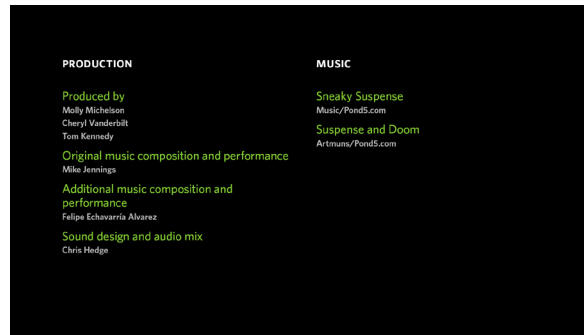 PRODUCTION
Produced by
Molly Michelson
Cheryl Vanderbilt
Tom Kennedy
Original music composition and performance
Mike Jennings
Additional music composition and
performance
Felipe Echavarría Alvarez
Sound design and audio mix
Chris Hedge
MUSIC
Sneaky Suspense
Music/Pond5.com
Suspense and Doom
Artmuns/Pond5.com